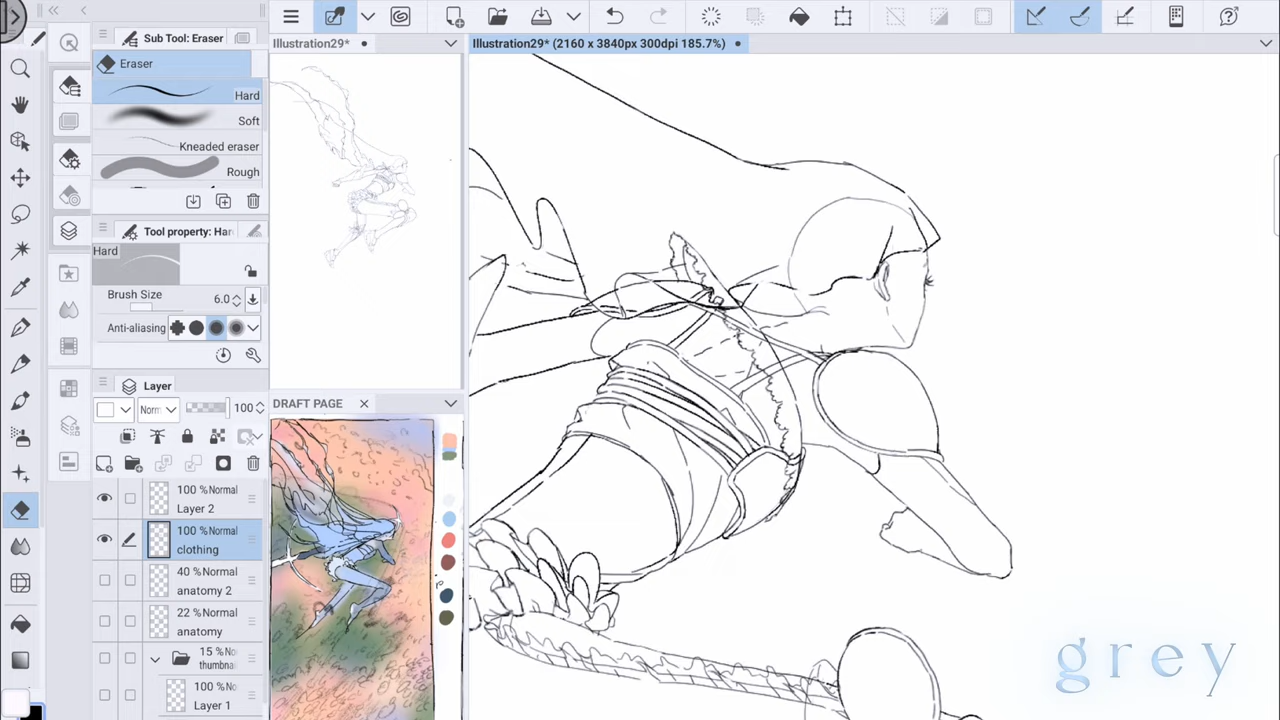 Sub Tool: Eraser
Illustration29*
Illustration29* (2160 x 3840px 300dpi 185.7%)
Eraser
Hard
Soft
Kneaded eraser
Rough
Tool property: Har
Hard
Brush Size
6.0
Anti-aliasing
Layer
Norm
100
DRAFT PAGE
100 %Normal
Layer 2
100 %Normal
clothing
40 %Normal
anatomy 2
22 %Normal
anatomy
15 %No
thumbna
100 %No
Layer 1
grey